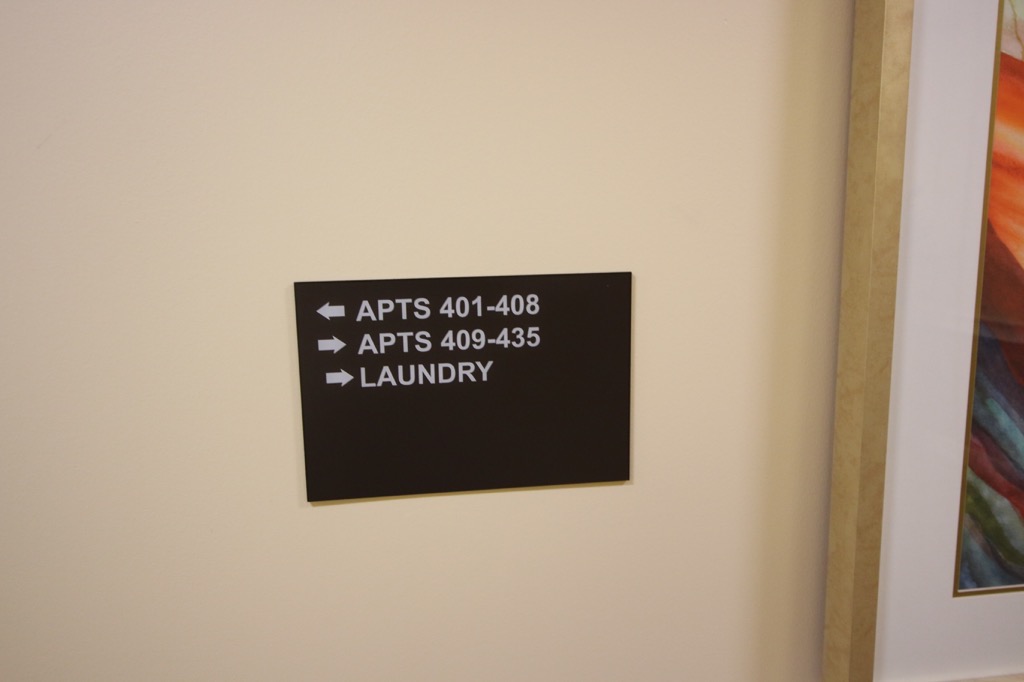 ← APTS 401-408
→ APTS 409-435
→ LAUNDRY